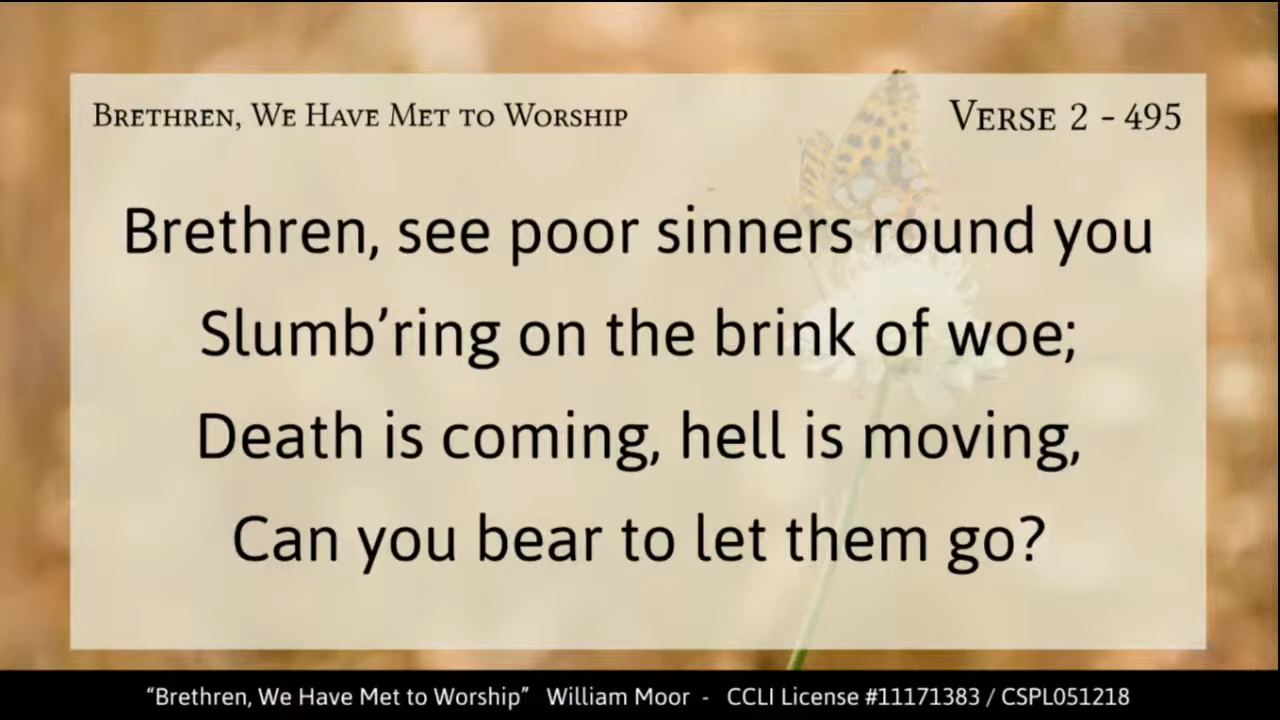 Brethren, We Have Met to Worship
Verse 2 - 495
Brethren, see poor sinners round you
Slumb’ring on the brink of woe;
Death is coming, hell is moving,
Can you bear to let them go?
“Brethren, We Have Met to Worship” William Moor - CCLI License #11171383 / CSPL051218